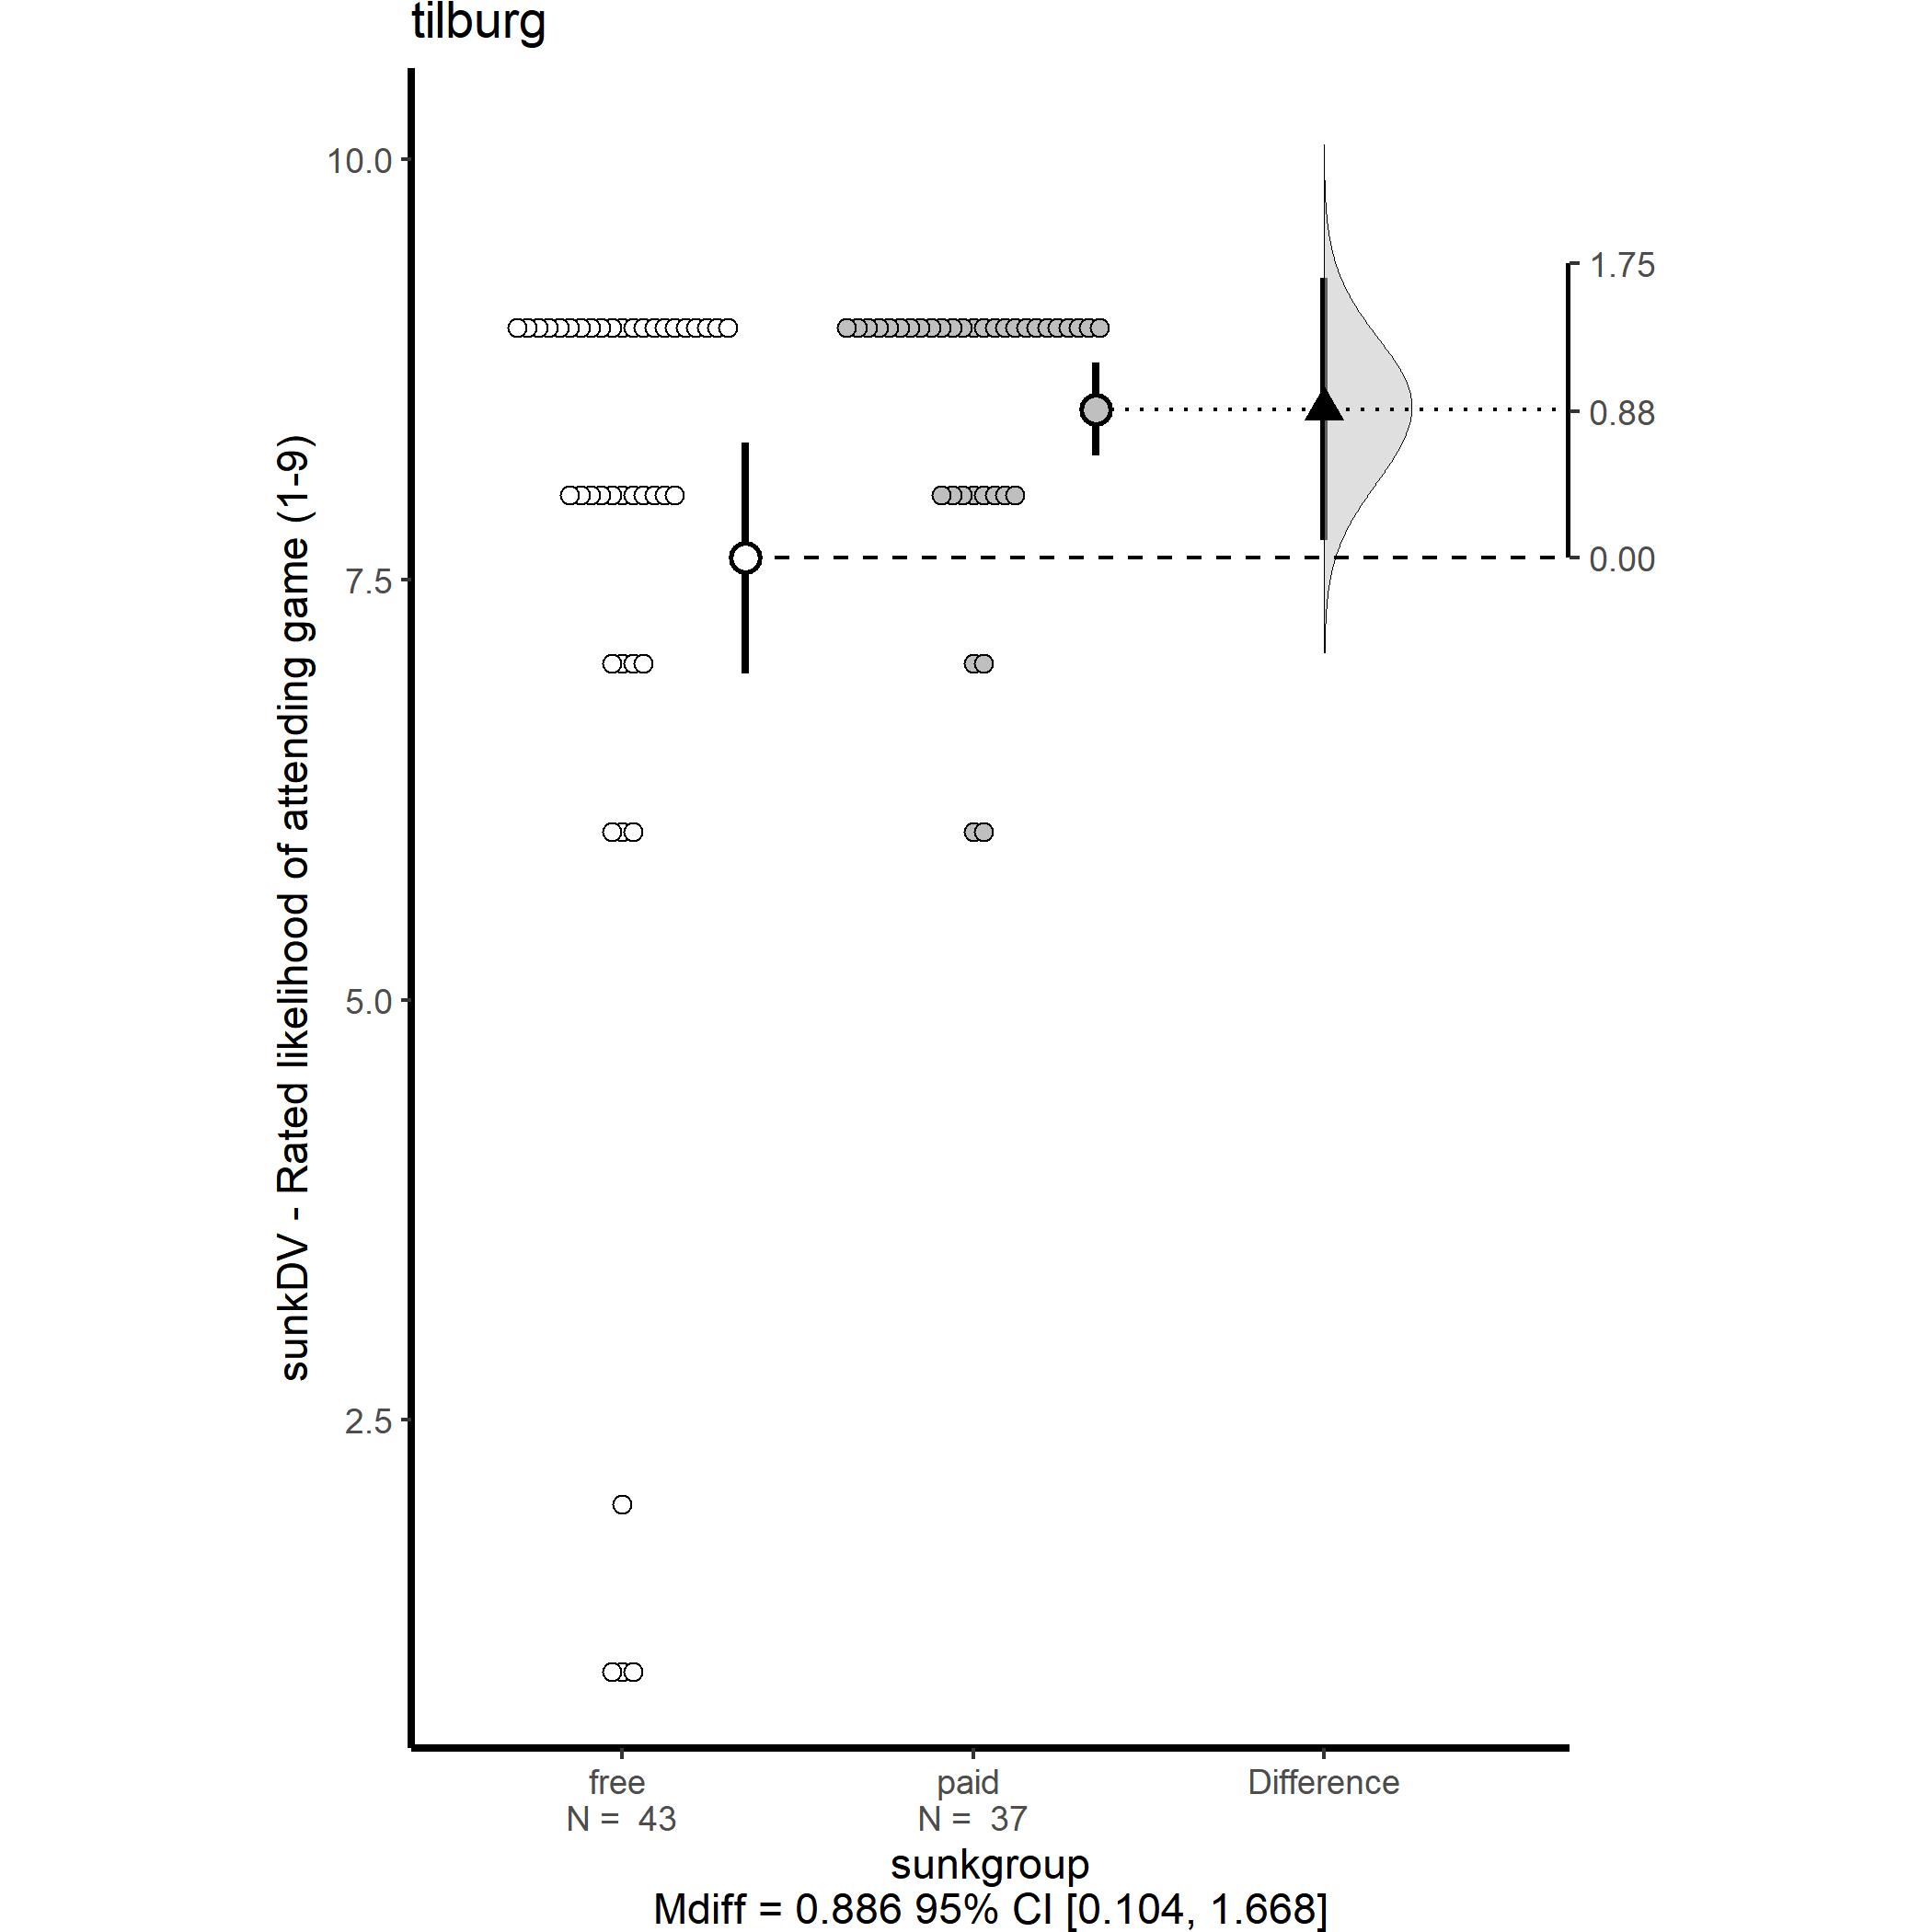 tilburg
sunkDV - Rated likelihood of attending game (1-9)
10.0
7.5
5.0
2.5
1.75
0.88
0.00
free
N =  43
paid
N =  37
Difference
sunkgroup
Mdiff = 0.886 95% CI [0.104, 1.668]